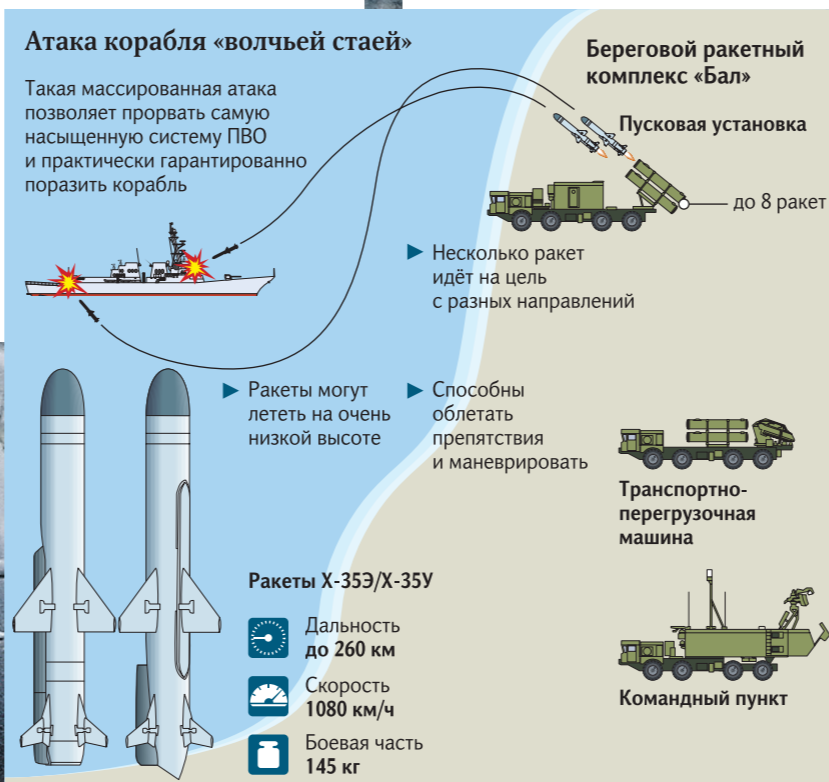 Атака корабля «волчьей стаей»
Такая массированная атака
позволяет прорвать самую
насыщенную систему ПВО
и практически гарантированно
поразить корабль
Береговой ракетный
комплекс «Бал»
Пусковая установка
до 8 ракет
Несколько ракет
идёт на цель
с разных направлений
Ракеты могут
лететь на очень
низкой высоте
Способны
облетать
препятствия
и маневрировать
Транспортно-
перегрузочная
машина
Ракеты Х-35Э/Х-35У
Дальность
до 260 км
Скорость
1080 км/ч
Боевая часть
145 кг
Командный пункт